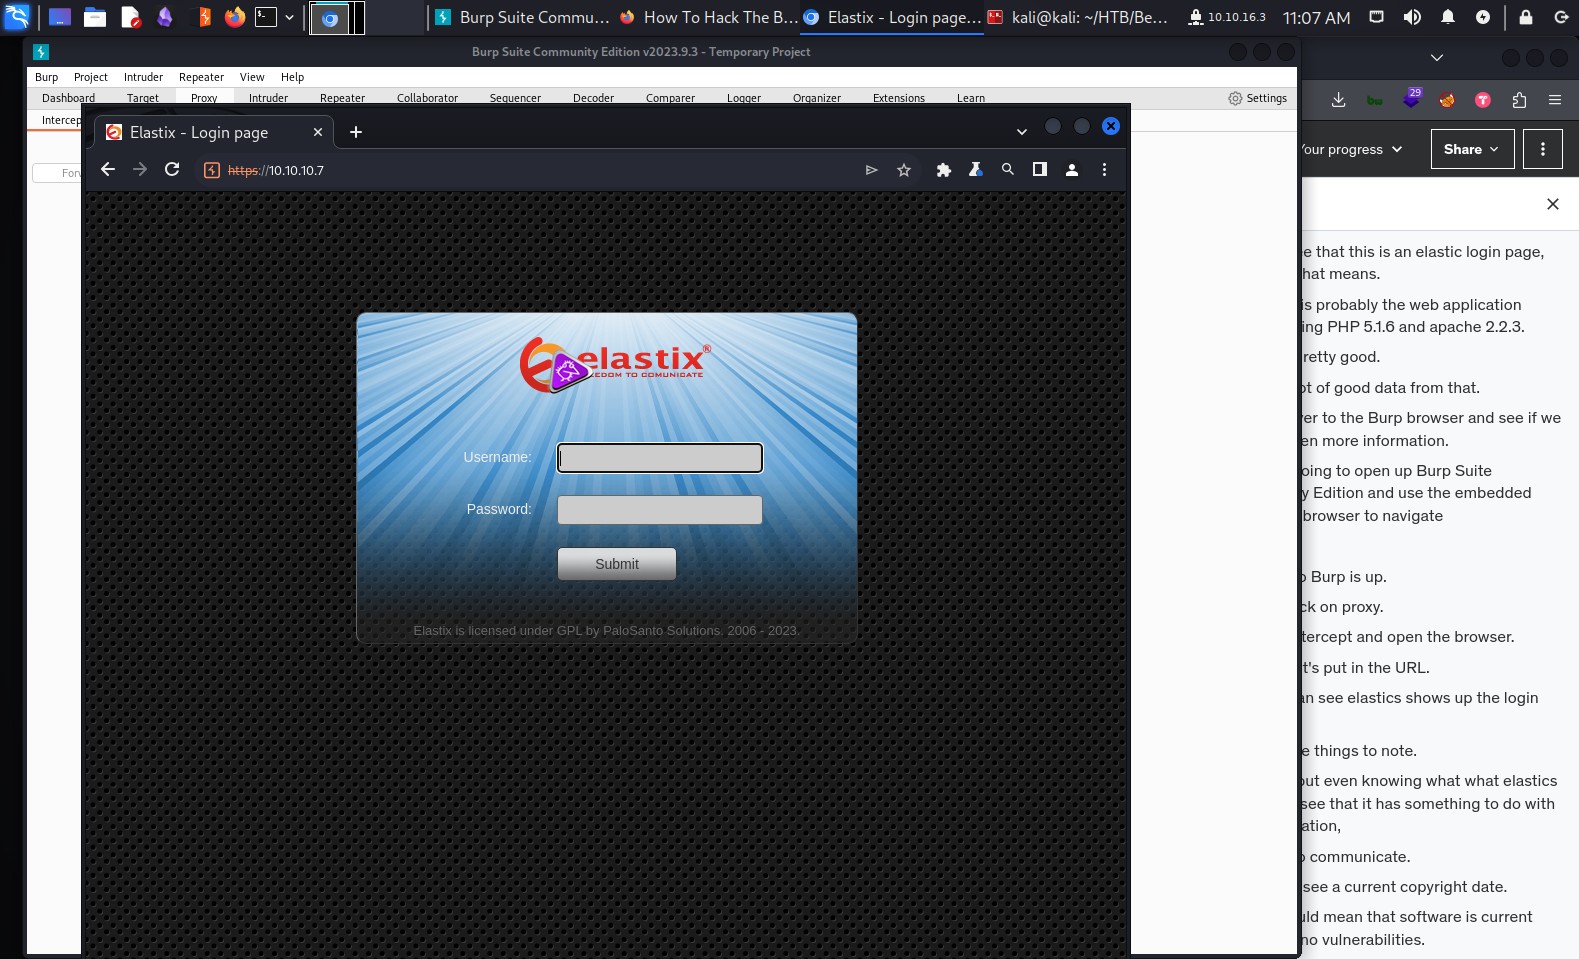 Burp Suite Commu...
How To Hack The B...
Elastix - Login page...
kali@kali: ~/HTB/Be...
10.10.16.3
11:07 AM
Burp Suite Community Edition v2023.9.3 - Temporary Project
Burp Project Intruder Repeater View Help
Dashboard Target Proxy Intruder Repeater Collaborator Sequencer Decoder Comparer Logger Organizer Extensions Learn Settings
29
Intercep
Elastix - Login page
Your progress
Share
For
https://10.10.10.7
elastix®
EEDOM TO COMUNICATE
Username:
Password:
Submit
Elastix is licensed under GPL by PaloSanto Solutions. 2006 - 2023.
e that this is an elastic login page,
hat means.
is probably the web application
ing PHP 5.1.6 and apache 2.2.3.
retty good.
ot of good data from that.
er to the Burp browser and see if we
en more information.
oing to open up Burp Suite
y Edition and use the embedded
browser to navigate
o Burp is up.
ck on proxy.
tercept and open the browser.
t's put in the URL.
an see elastics shows up the login
e things to note.
out even knowing what what elastics
see that it has something to do with
ation,
o communicate.
see a current copyright date.
uld mean that software is current
no vulnerabilities.